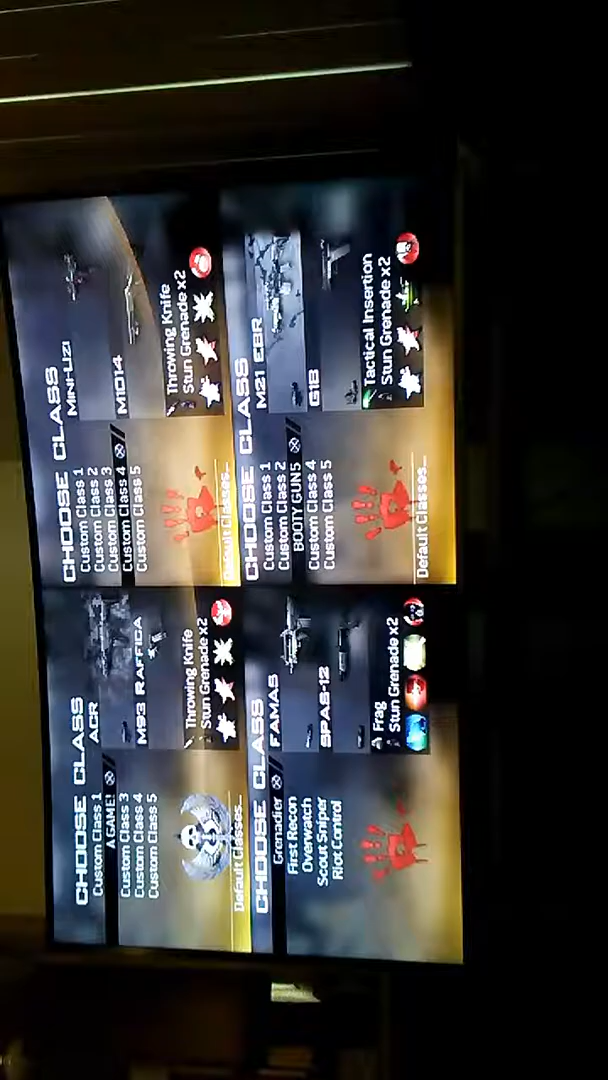 CHOOSE CLASS
Custom Class 1
A GAME!
Custom Class 3
Custom Class 4
Custom Class 5
Default Classes...
ACR
M93 RAFFICA
Throwing Knife
Stun Grenade x2
CHOOSE CLASS
Custom Class 1
Custom Class 2
Custom Class 3
Custom Class 4
Custom Class 5
Default Classes...
MINI-UZI
M1014
Throwing Knife
Stun Grenade x2
CHOOSE CLASS
Grenadier
First Recon
Overwatch
Scout Sniper
Riot Control
FAMAS
SPAS-12
Frag
Stun Grenade x2
CHOOSE CLASS
Custom Class 1
Custom Class 2
BOOTY GUN 5
Custom Class 4
Custom Class 5
Default Classes...
M21 EBR
G18
Tactical Insertion
Stun Grenade x2